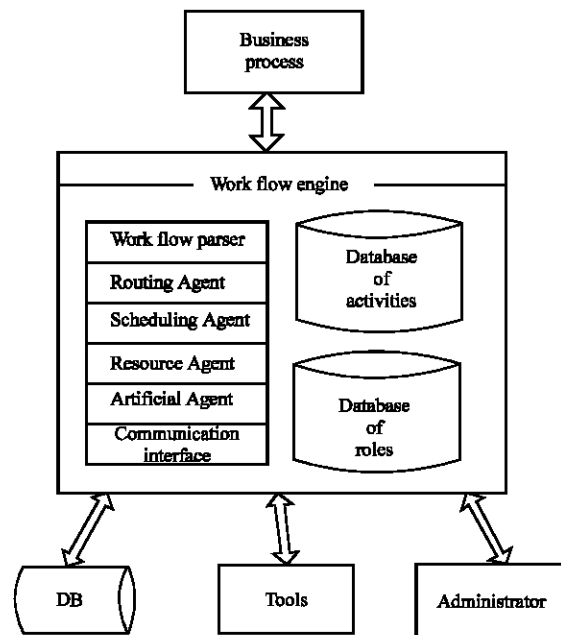 Business
process
Work flow engine
Work flow parser
Routing Agent
Scheduling Agent
Resource Agent
Artificial Agent
Communication
interface
Database
of
activities
Database
of
roles
DB
Tools
Administrator